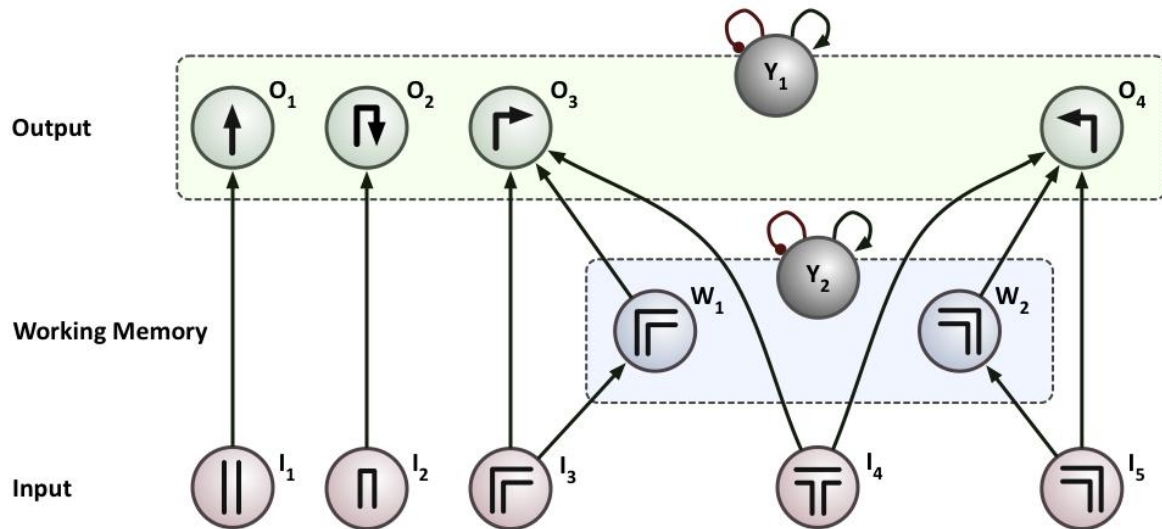 Y1
O1 O2 O3 O4
Output
Y2
W1 W2
Working Memory
I1 I2 I3 I4 I5
Input